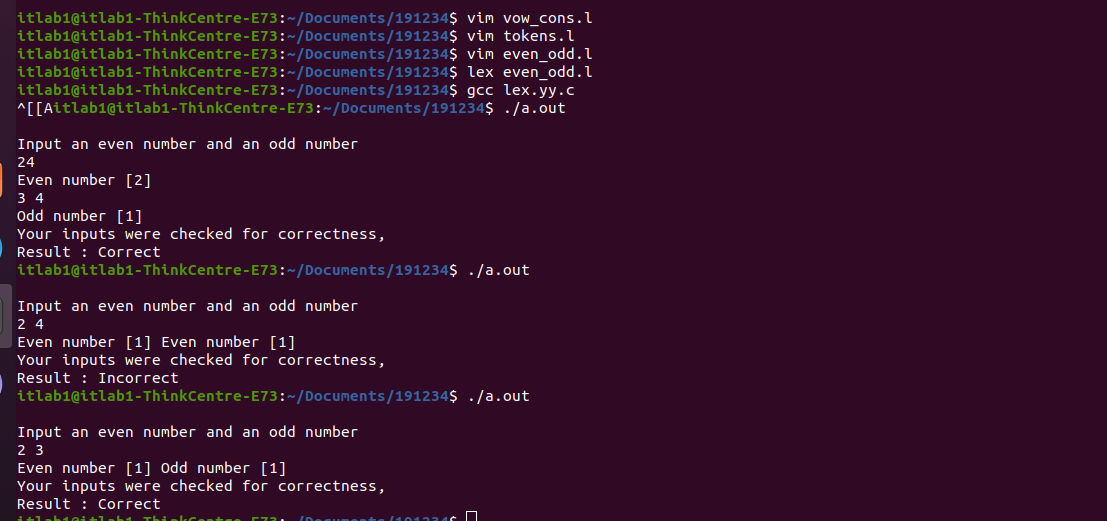 itlab1@itlab1-ThinkCentre-E73:~/Documents/191234$ vim vow_cons.l
itlab1@itlab1-ThinkCentre-E73:~/Documents/191234$ vim tokens.l
itlab1@itlab1-ThinkCentre-E73:~/Documents/191234$ vim even_odd.l
itlab1@itlab1-ThinkCentre-E73:~/Documents/191234$ lex even_odd.l
itlab1@itlab1-ThinkCentre-E73:~/Documents/191234$ gcc lex.yy.c
^[[Aitlab1@itlab1-ThinkCentre-E73:~/Documents/191234$ ./a.out
Input an even number and an odd number
24
Even number [2]
3 4
Odd number [1]
Your inputs were checked for correctness,
Result : Correct
itlab1@itlab1-ThinkCentre-E73:~/Documents/191234$ ./a.out
Input an even number and an odd number
2 4
Even number [1] Even number [1]
Your inputs were checked for correctness,
Result : Incorrect
itlab1@itlab1-ThinkCentre-E73:~/Documents/191234$ ./a.out
Input an even number and an odd number
2 3
Even number [1] Odd number [1]
Your inputs were checked for correctness,
Result : Correct
itlab1@itlab1-ThinkCentre-E73:~/Documents/191234$